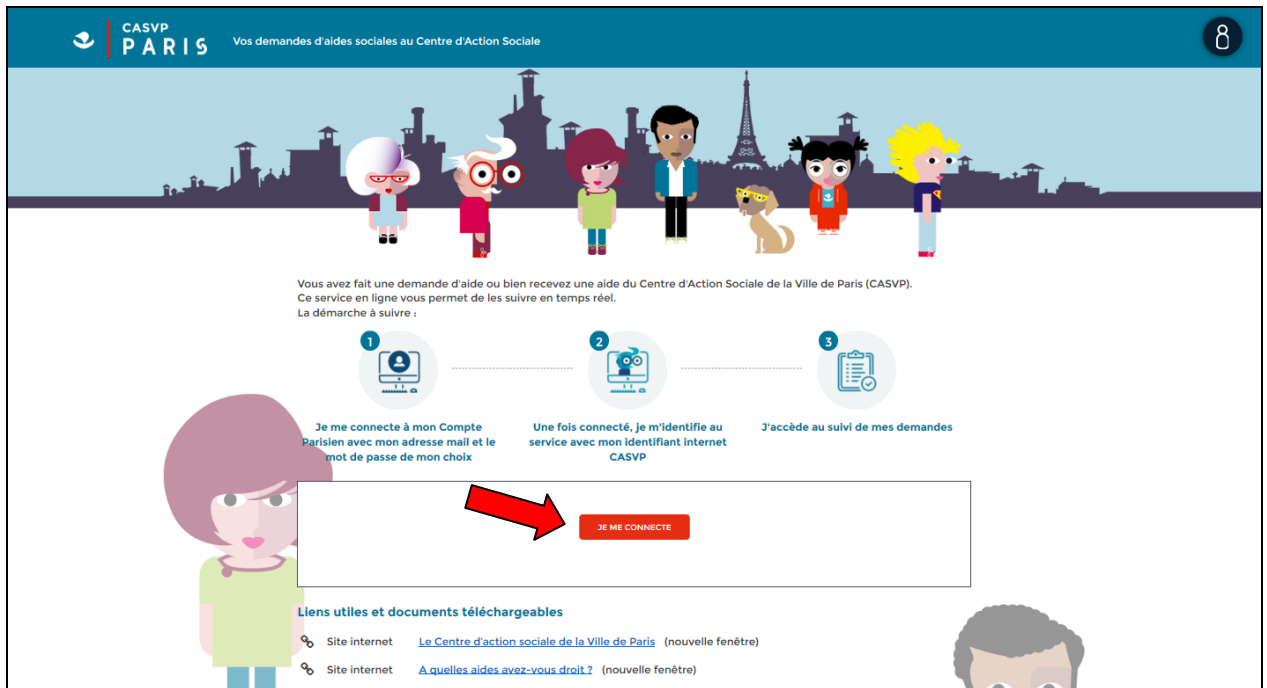 CASVP
PARIS
Vos demandes d'aides sociales au Centre d'Action Sociale
Vous avez fait une demande d'aide ou bien recevez une aide du Centre d'Action Sociale de la Ville de Paris (CASVP).
Ce service en ligne vous permet de les suivre en temps réel.
La démarche à suivre :
1
2
3
Je me connecte à mon Compte
Parisien avec mon adresse mail et le
mot de passe de mon choix
Une fois connecté, je m'identifie au
service avec mon identifiant internet
CASVP
J'accède au suivi de mes demandes
JE ME CONNECTE
Liens utiles et documents téléchargeables
Site internet Le Centre d'action sociale de la Ville de Paris (nouvelle fenêtre)
Site internet A quelles aides avez-vous droit ? (nouvelle fenêtre)